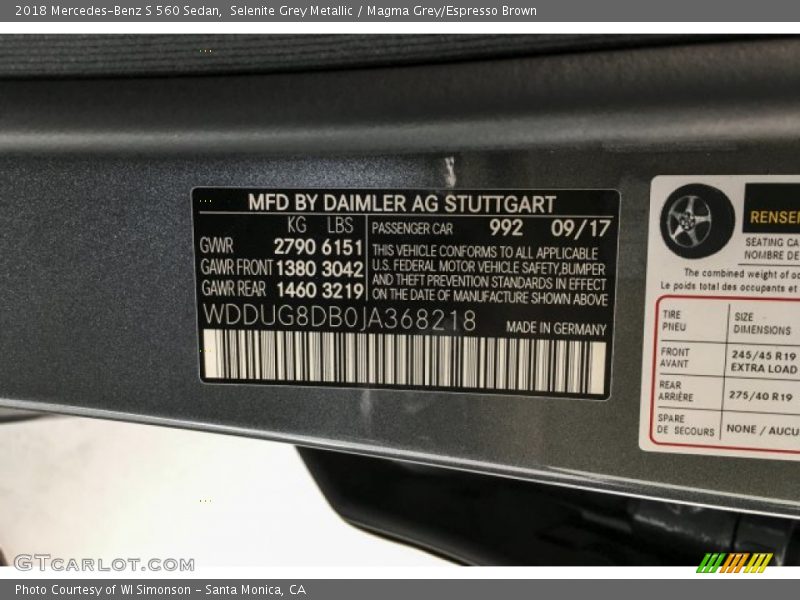 2018 Mercedes-Benz S 560 Sedan, Selenite Grey Metallic / Magma Grey/Espresso Brown
MFD BY DAIMLER AG STUTTGART
KG LBS
GVWR 2790 6151
GAWR FRONT 1380 3042
GAWR REAR 1460 3219
PASSENGER CAR 992 09/17
THIS VEHICLE CONFORMS TO ALL APPLICABLE
U.S. FEDERAL MOTOR VEHICLE SAFETY,BUMPER
AND THEFT PREVENTION STANDARDS IN EFFECT
ON THE DATE OF MANUFACTURE SHOWN ABOVE
WDDUG8DB0JA368218 MADE IN GERMANY
RENSEI
SEATING CA
NOMBRE DE
The combined weight of oc
Le poids total des occupants et
TIRE SIZE
PNEU DIMENSIONS
FRONT 245/45 R19
AVANT EXTRA LOAD
REAR
ARRIÈRE 275/40 R19
SPARE
DE SECOURS NONE / AUCU
GTCARLOT.COM
Photo Courtesy of WI Simonson - Santa Monica, CA